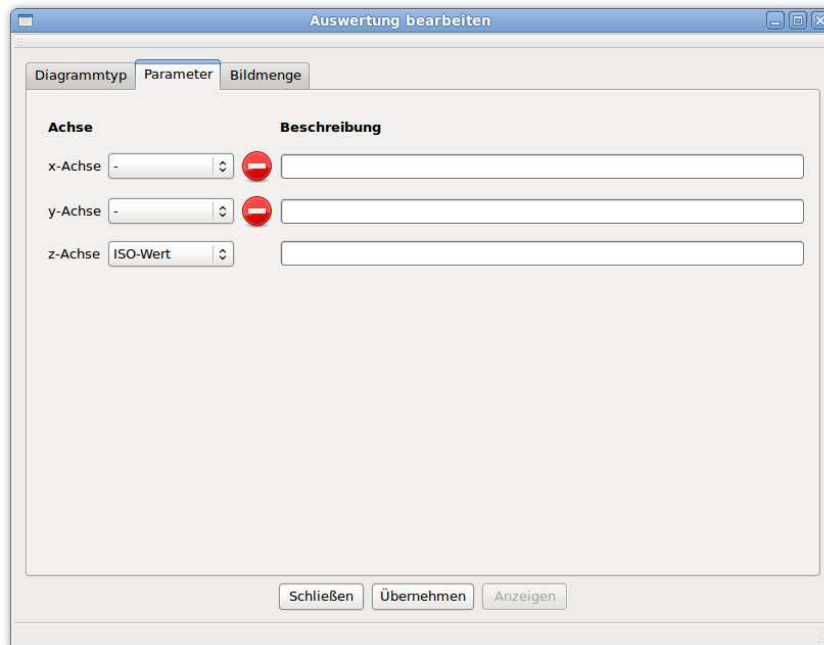 Auswertung bearbeiten
Diagrammtyp Parameter Bildmenge
Achse Beschreibung
x-Achse -
y-Achse -
z-Achse ISO-Wert
Schließen Übernehmen Anzeigen